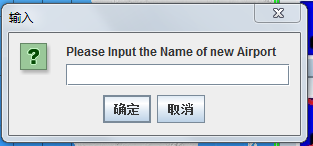 输入
Please Input the Name of new Airport
确定 取消